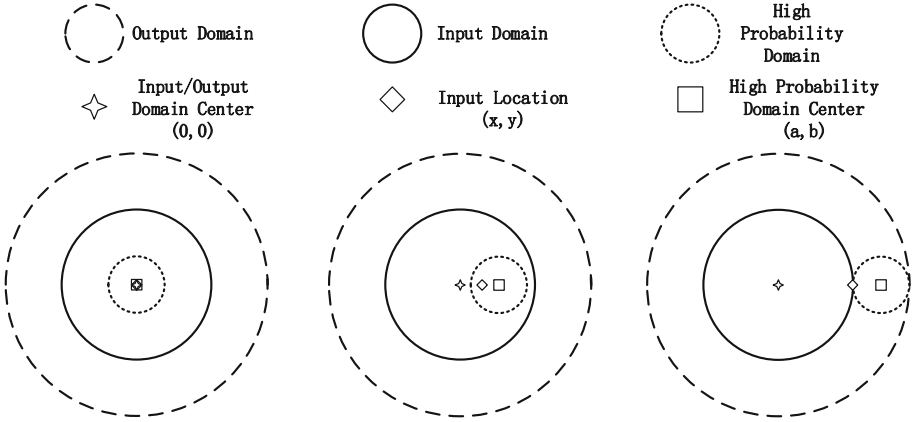 Output Domain
Input Domain
High
Probability
Domain
Input/Output
Domain Center
(0,0)
Input Location
(x,y)
High Probability
Domain Center
(a,b)